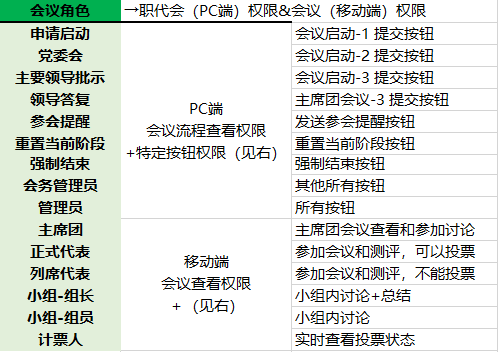 会议角色 →职代会（PC端）权限&会议（移动端）权限
申请启动 会议启动-1 提交按钮
党委会 会议启动-2 提交按钮
主要领导批示 会议启动-3 提交按钮
领导答复 主席团会议-3 提交按钮
参会提醒 发送参会提醒按钮
重置当前阶段 重置当前阶段按钮
强制结束 强制结束按钮
会务管理员 其他所有按钮
管理员 所有按钮
PC端
会议流程查看权限
+特定按钮权限（见右）
主席团 主席团会议查看和参加讨论
正式代表 参加会议和测评，可以投票
列席代表 参加会议和测评，不能投票
小组-组长 小组内讨论+总结
小组-组员 小组内讨论
计票人 实时查看投票状态
移动端
会议查看权限
+ （见右）